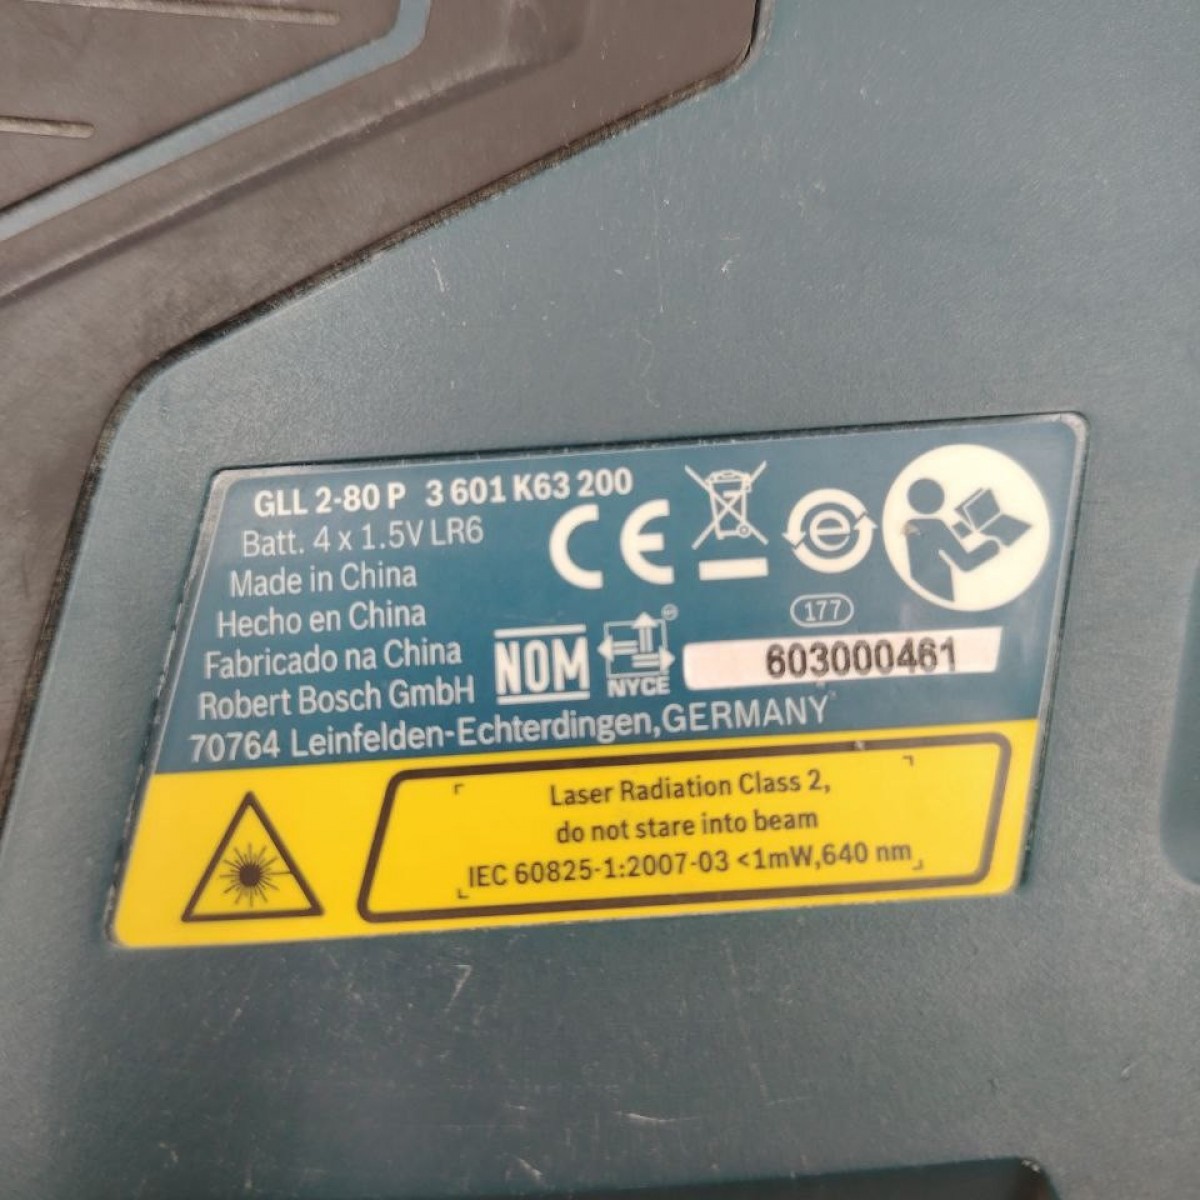 GLL 2-80 P 3 601 K63 200
Batt. 4 x 1.5V LR6
CE
e
Made in China
Hecho en China
177
Fabricado na China
NOM
NYCE
603000461
Robert Bosch GmbH
70764 Leinfelden-Echterdingen, GERMANY
Laser Radiation Class 2,
do not stare into beam
IEC 60825-1:2007-03 <1mW, 640 nm